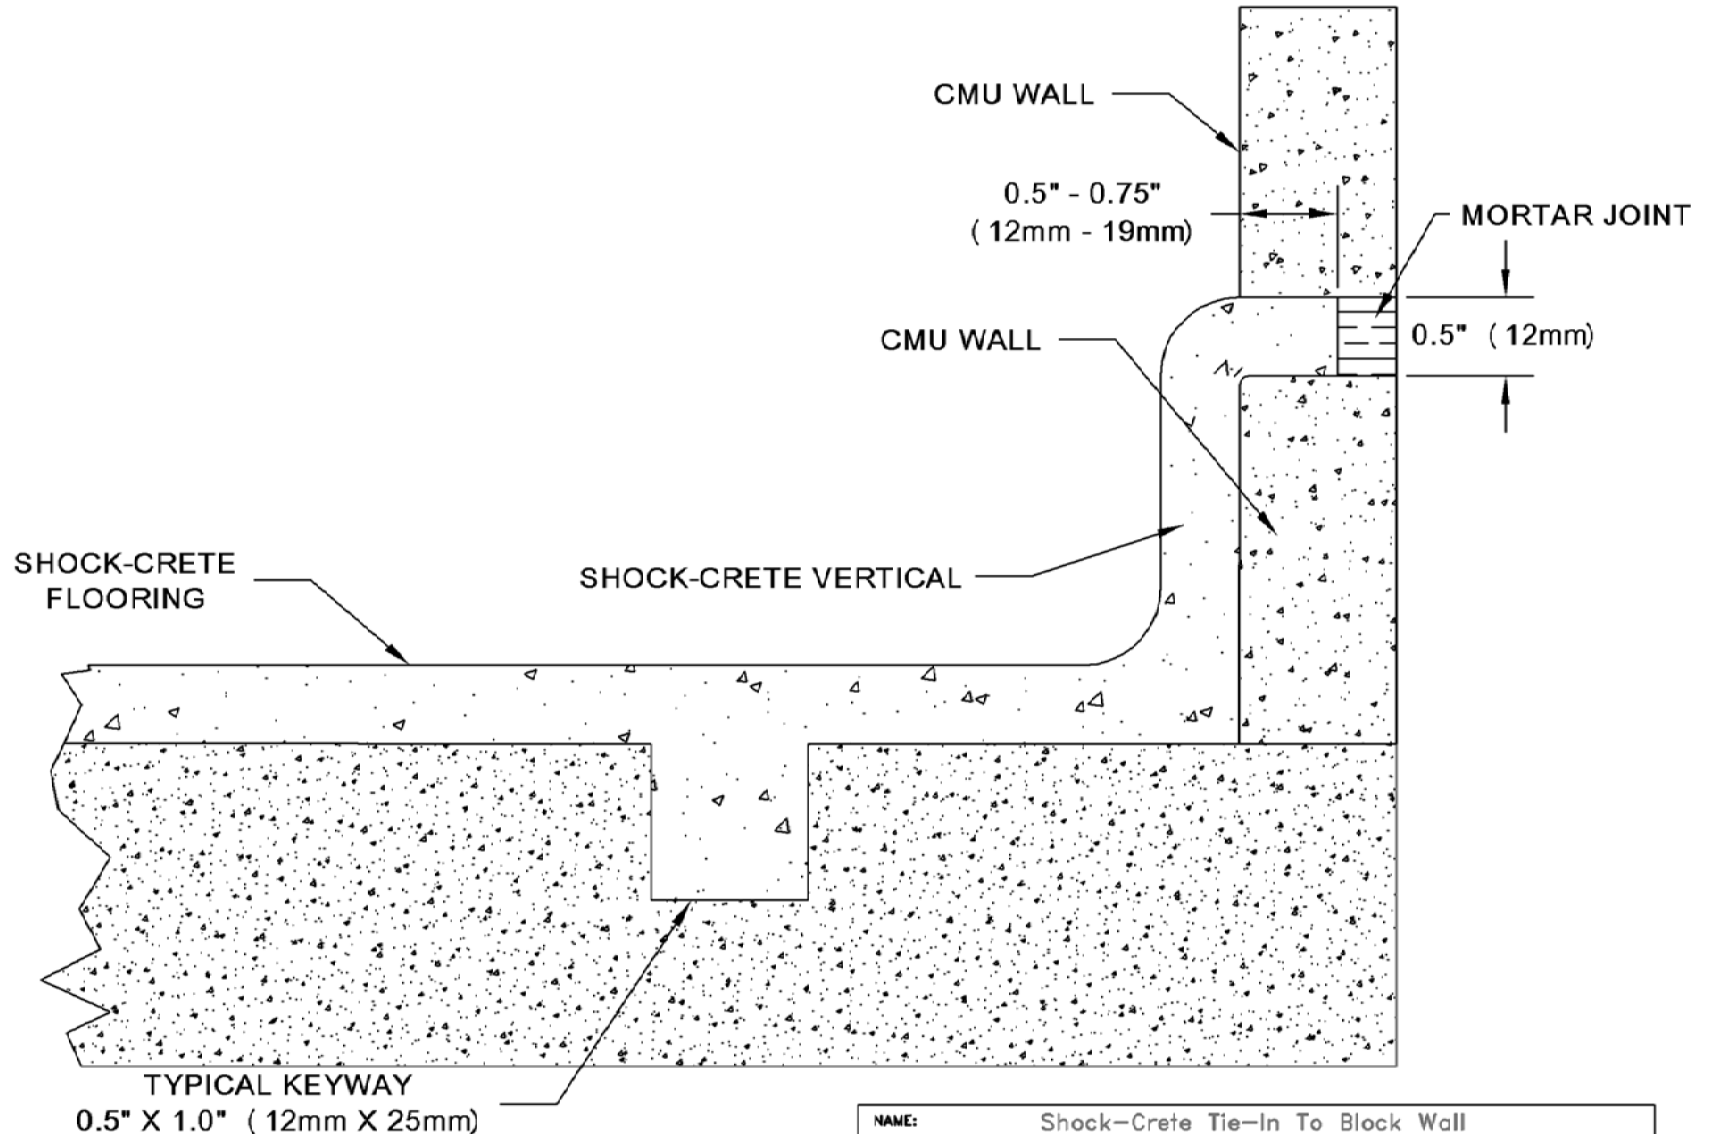 CMU WALL
0.5" - 0.75"
( 12mm - 19mm)
MORTAR JOINT
CMU WALL
0.5" ( 12mm)
SHOCK-CRETE
FLOORING
SHOCK-CRETE VERTICAL
TYPICAL KEYWAY
0.5" X 1.0" ( 12mm X 25mm)
NAME: Shock-Crete Tie-In To Block Wall